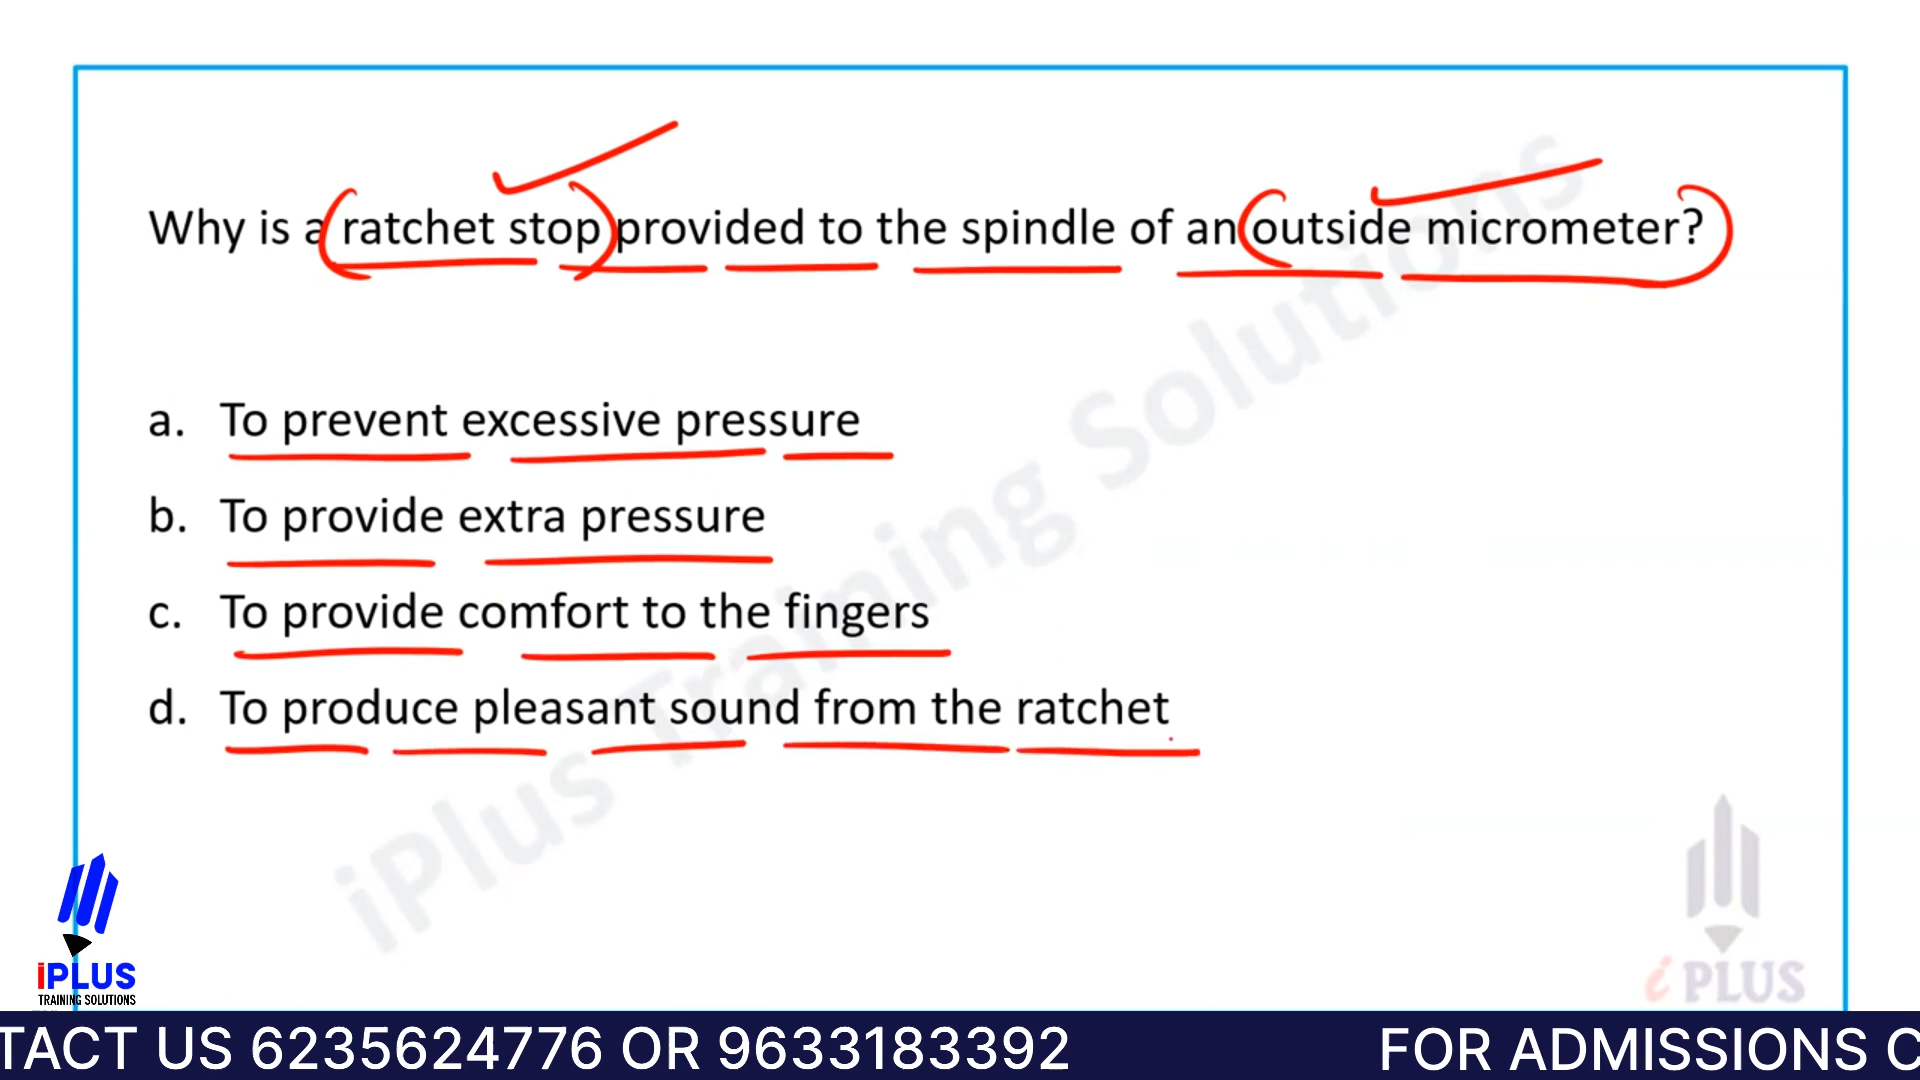 Why is a ratchet stop provided to the spindle of an outside micrometer?
a. To prevent excessive pressure
b. To provide extra pressure
c. To provide comfort to the fingers
d. To produce pleasant sound from the ratchet
iPlus Training Solutions
iPLUS
TRAINING SOLUTIONS
i PLUS
TACT US 6235624776 OR 9633183392 FOR ADMISSIONS C